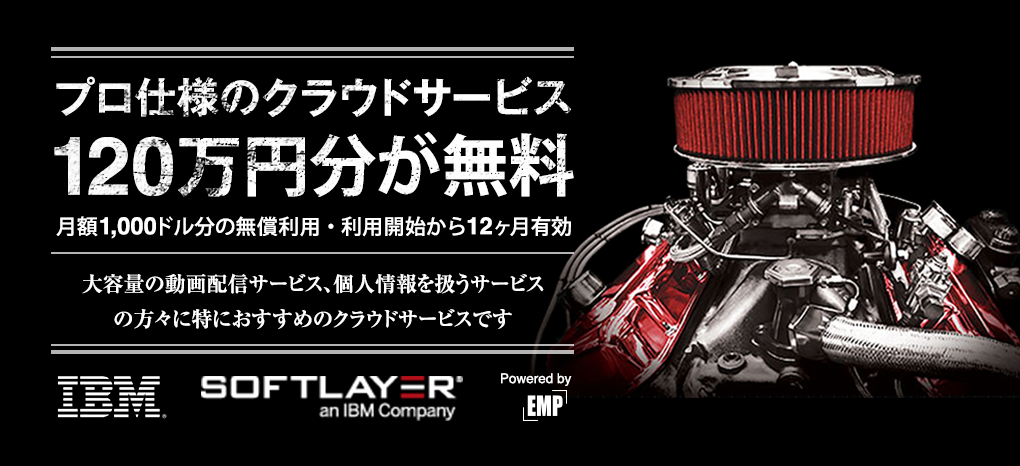 プロ仕様のクラウドサービス
120万円分が無料
月額1,000ドル分の無償利用・利用開始から12ヶ月有効
大容量の動画配信サービス、個人情報を扱うサービス
の方々に特におすすめのクラウドサービスです
IBM®
SOFTLAYER®
an IBM Company
Powered by
EMP